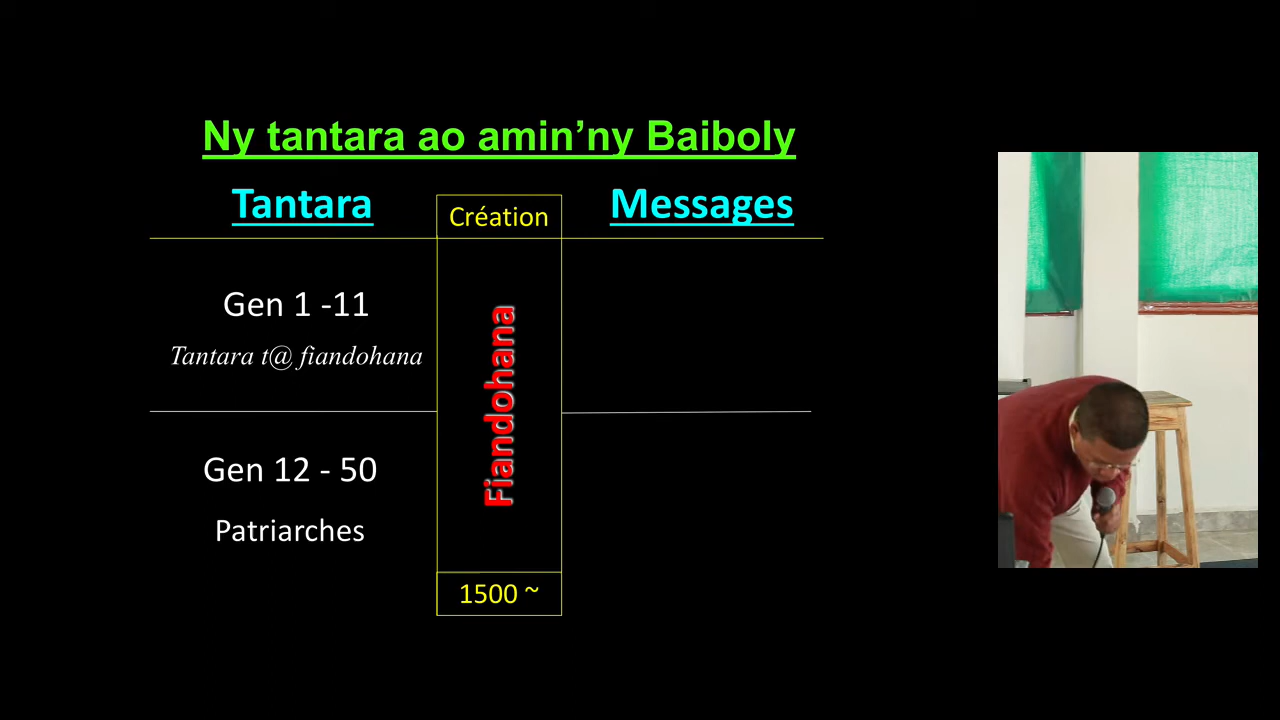 Ny tantara ao amin’ny Baiboly
Tantara
Création
Messages
Gen 1 -11
Tantara t@ fiandohana
Fiandohana
Gen 12 - 50
Patriarches
1500 ~